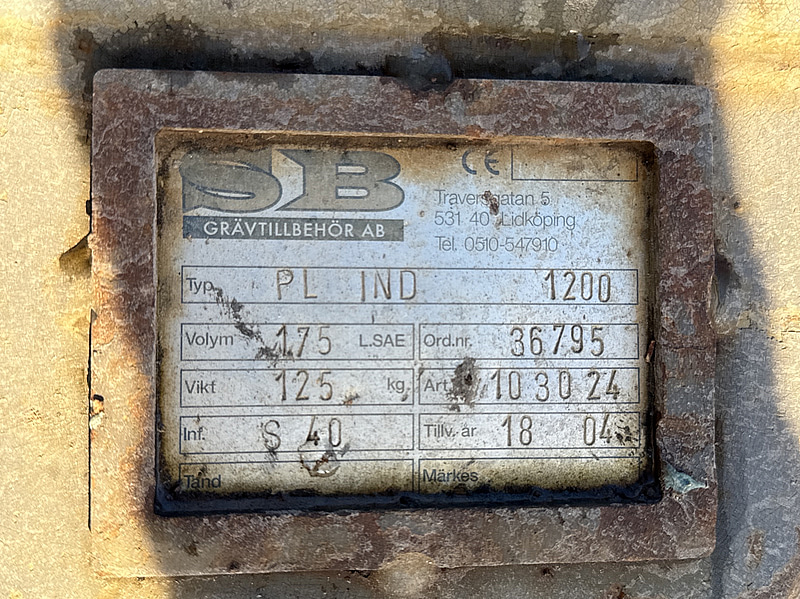 SB CE
GRÄVTILLBEHÖR AB
Traversgatan 5
531 40 Lidköping
Tel. 0510-547910
Typ PL IND 1200
Volym 175 L.SAE Ord.nr. 36795
Vikt 125 kg. Art. 103024
Inf. S 40 Tillv.år 18 04
Tand Märkes